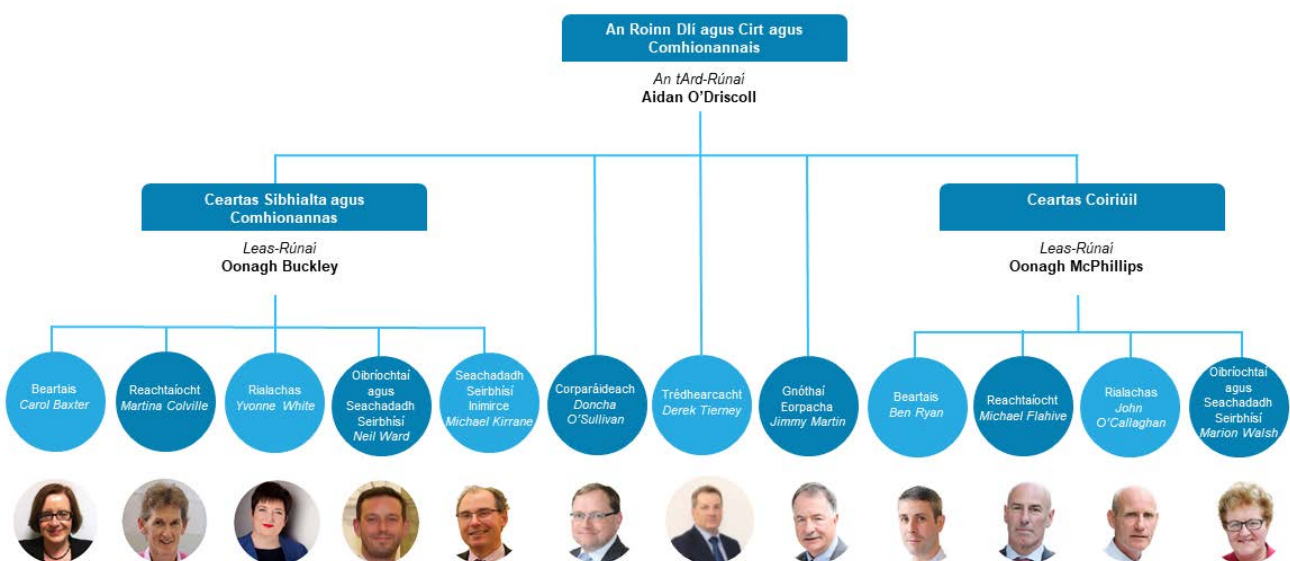 An Roinn Dlí agus Cirt agus
Comhionannais
An tArd-Rúnaí
Aidan O'Driscoll
Ceartas Sibhialta agus
Comhionannas
Leas-Rúnaí
Oonagh Buckley
Ceartas Coiriúil
Leas-Rúnaí
Oonagh McPhillips
Beartais
Carol Baxter
Reachtaíocht
Martina Colville
Rialachas
Yvonne White
Oibríochtaí
agus
Seachadadh
Seirbhísí
Neil Ward
Seachadadh
Seirbhísí
Inimirce
Michael Kirrane
Corparáideach
Doncha
O'Sullivan
Trédhearcacht
Derek Tierney
Gnóthaí
Eorpacha
Jimmy Martin
Beartais
Ben Ryan
Reachtaíocht
Michael Flahive
Rialachas
John
O'Callaghan
Oibríochtaí
agus
Seachadadh
Seirbhísí
Marion Walsh